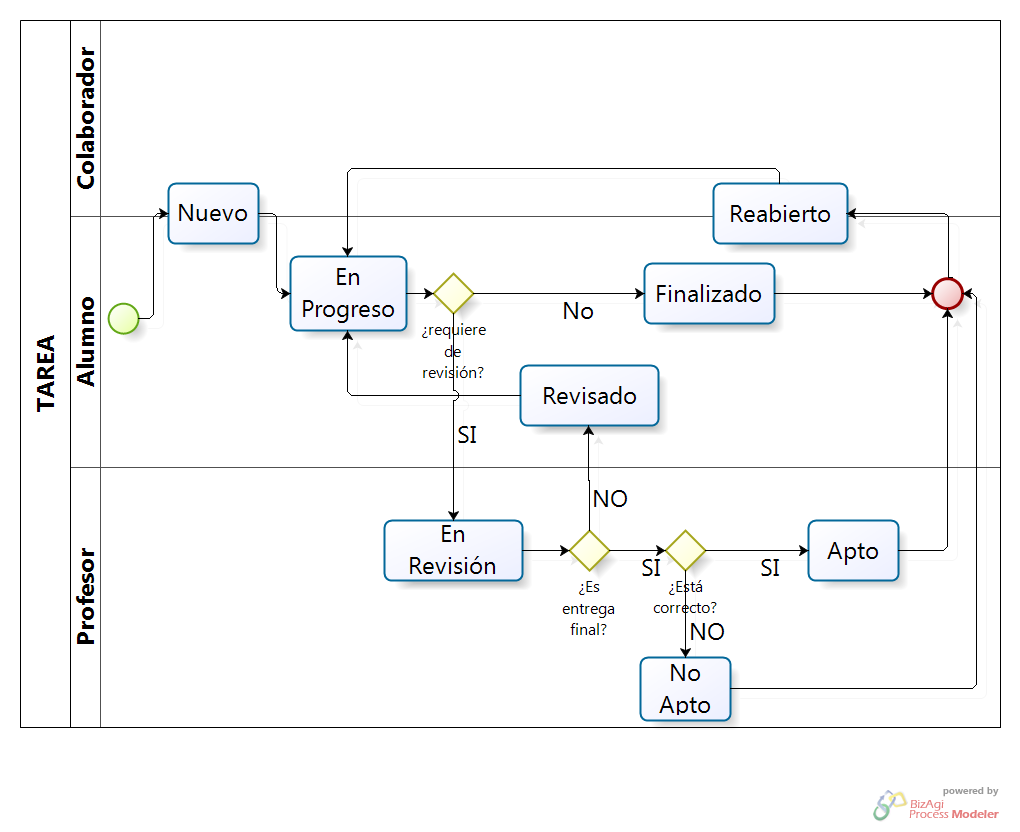 TAREA
Colaborador
Nuevo
Reabierto
Alumno
En
Progreso
¿requiere
de
revisión?
No
Finalizado
Revisado
SI
Profesor
En
Revisión
NO
¿Es
entrega
final?
SI
¿Está
correcto?
SI
Apto
NO
No
Apto
powered by
BizAgi
Process Modeler